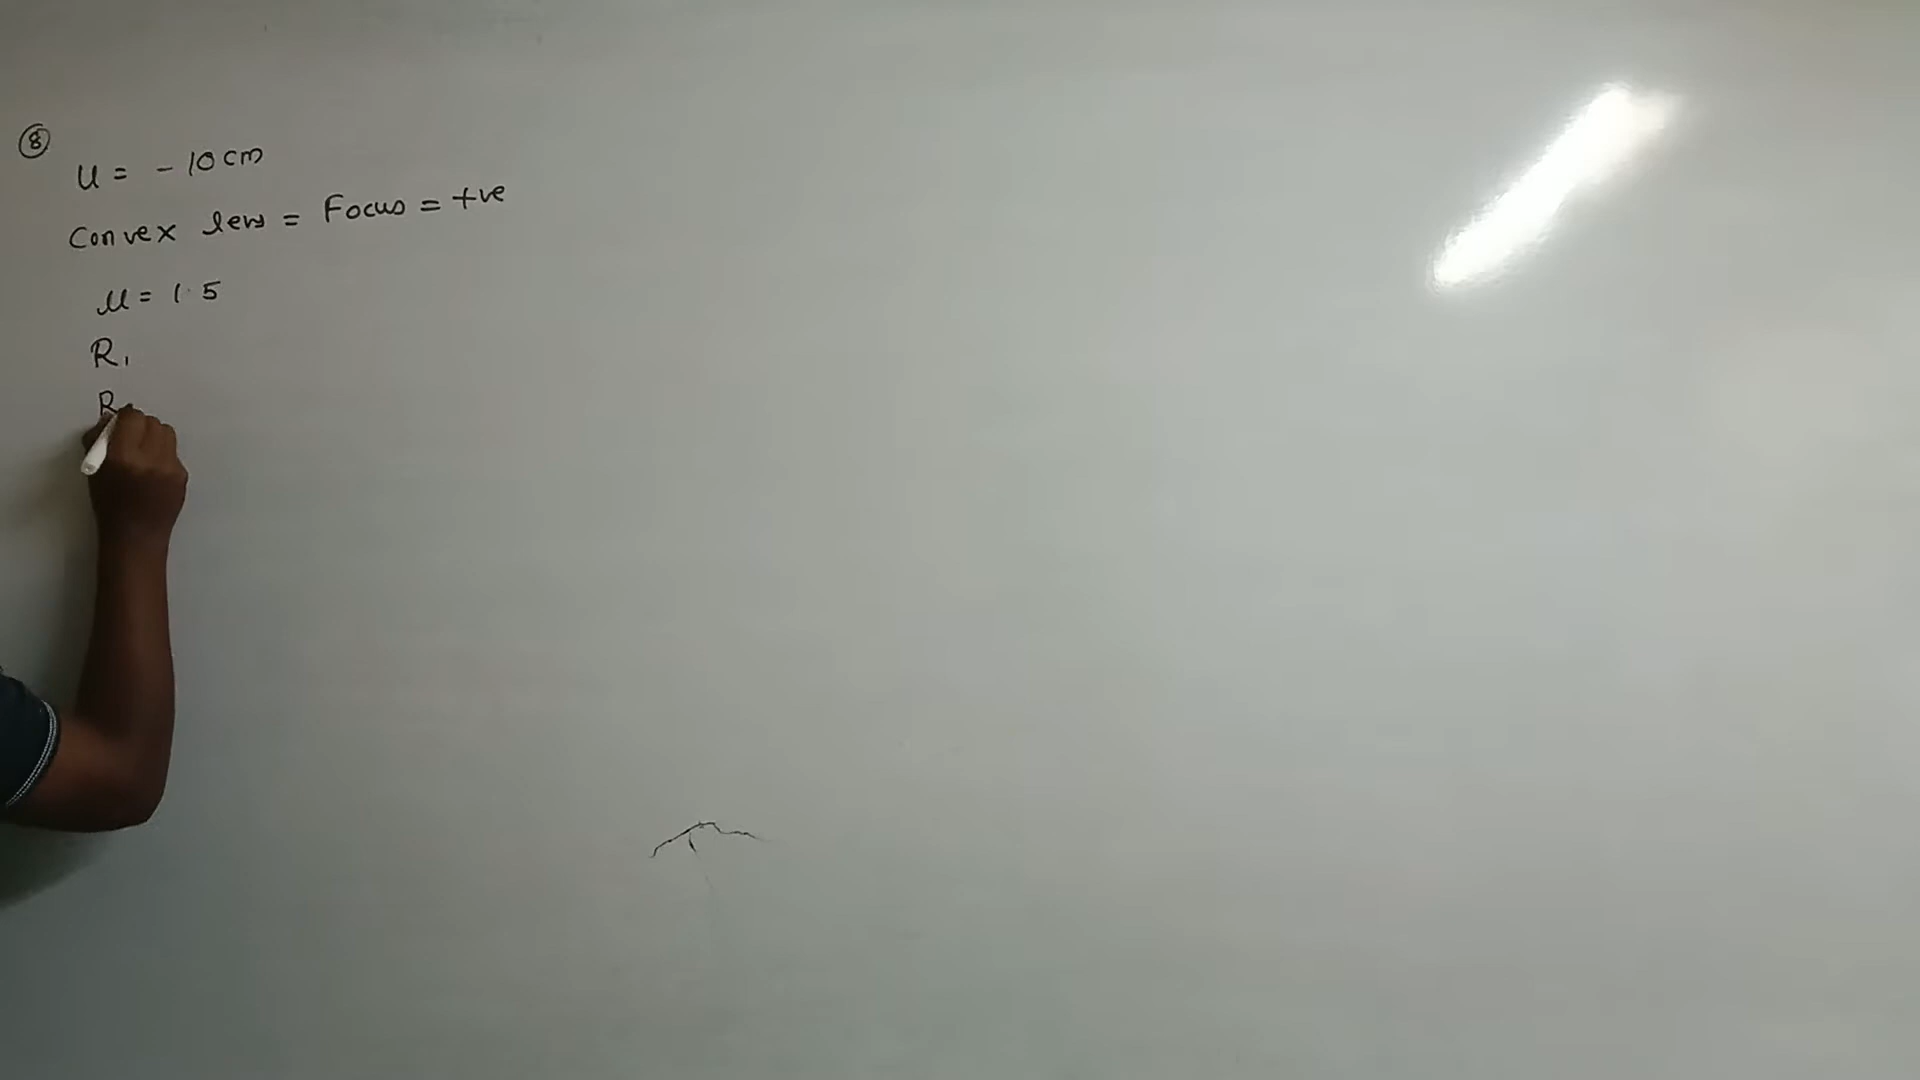 ⑧
u = - 10 cm
Convex lens = Focus = +ve
μ = 1.5
R₁
R